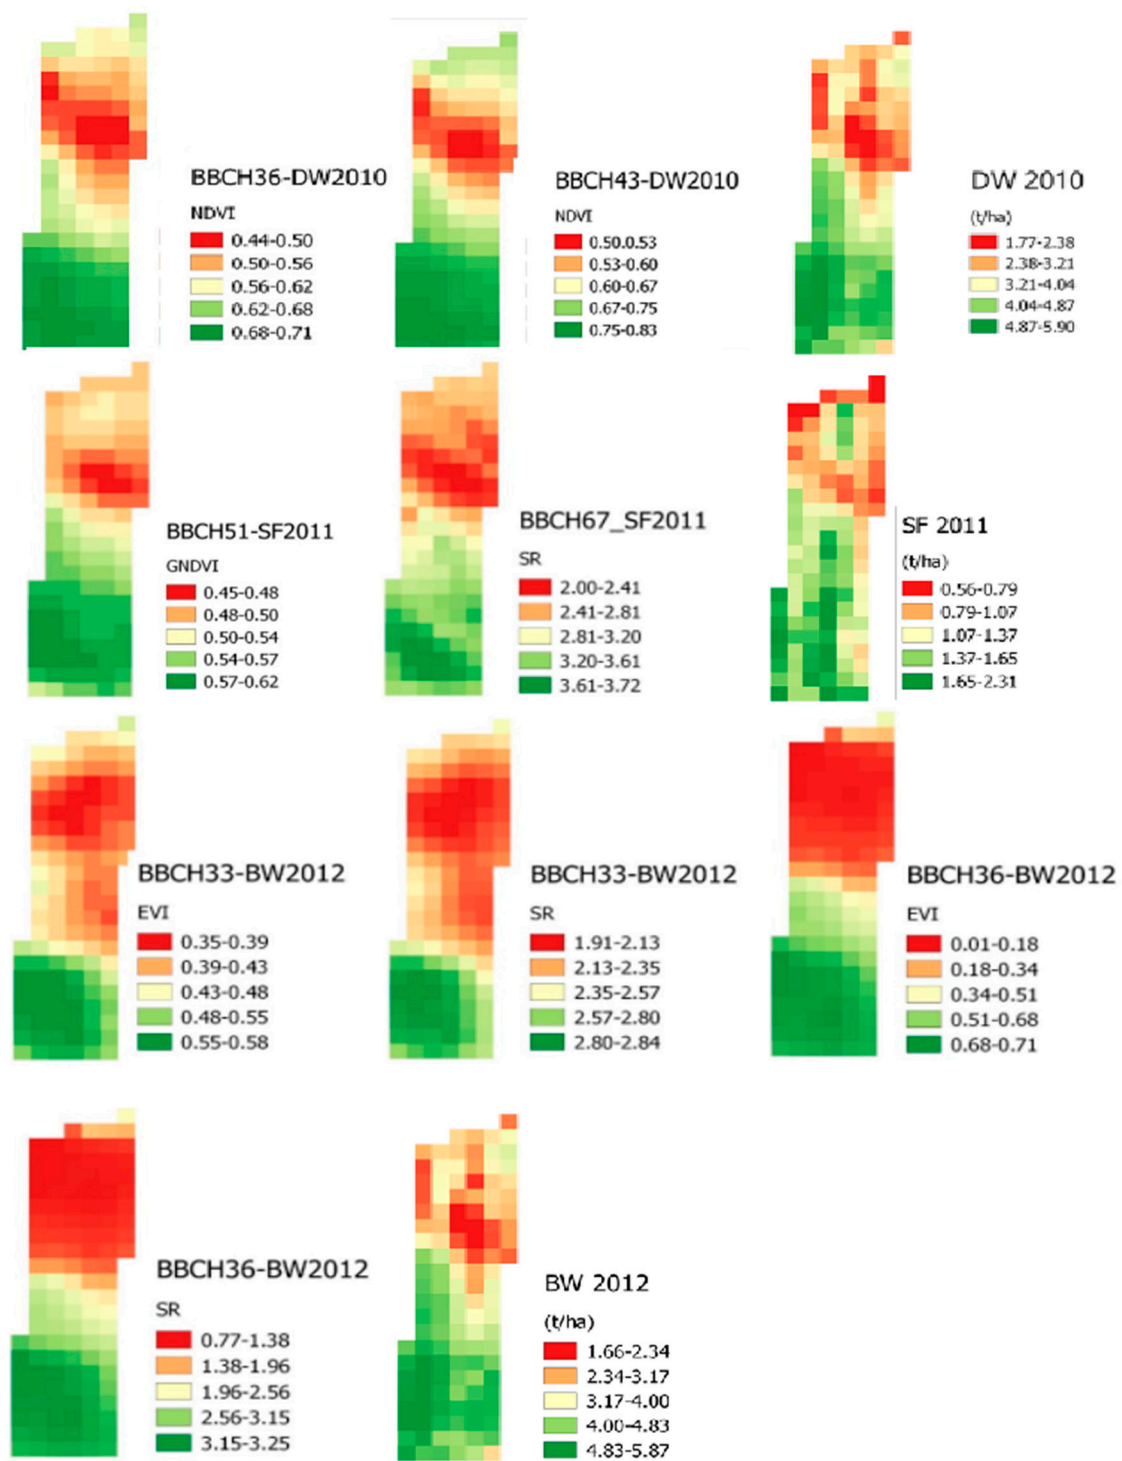 BBCH36-DW2010
NDVI
0.44-0.50
0.50-0.56
0.56-0.62
0.62-0.68
0.68-0.71
BBCH43-DW2010
NDVI
0.50.0.53
0.53-0.60
0.60-0.67
0.67-0.75
0.75-0.83
DW 2010
(t/ha)
1.77-2.38
2.38-3.21
3.21-4.04
4.04-4.87
4.87-5.90
BBCH51-SF2011
GNDVI
0.45-0.48
0.48-0.50
0.50-0.54
0.54-0.57
0.57-0.62
BBCH67_SF2011
SR
2.00-2.41
2.41-2.81
2.81-3.20
3.20-3.61
3.61-3.72
SF 2011
(t/ha)
0.56-0.79
0.79-1.07
1.07-1.37
1.37-1.65
1.65-2.31
BBCH33-BW2012
EVI
0.35-0.39
0.39-0.43
0.43-0.48
0.48-0.55
0.55-0.58
BBCH33-BW2012
SR
1.91-2.13
2.13-2.35
2.35-2.57
2.57-2.80
2.80-2.84
BBCH36-BW2012
EVI
0.01-0.18
0.18-0.34
0.34-0.51
0.51-0.68
0.68-0.71
BBCH36-BW2012
SR
0.77-1.38
1.38-1.96
1.96-2.56
2.56-3.15
3.15-3.25
BW 2012
(t/ha)
1.66-2.34
2.34-3.17
3.17-4.00
4.00-4.83
4.83-5.87